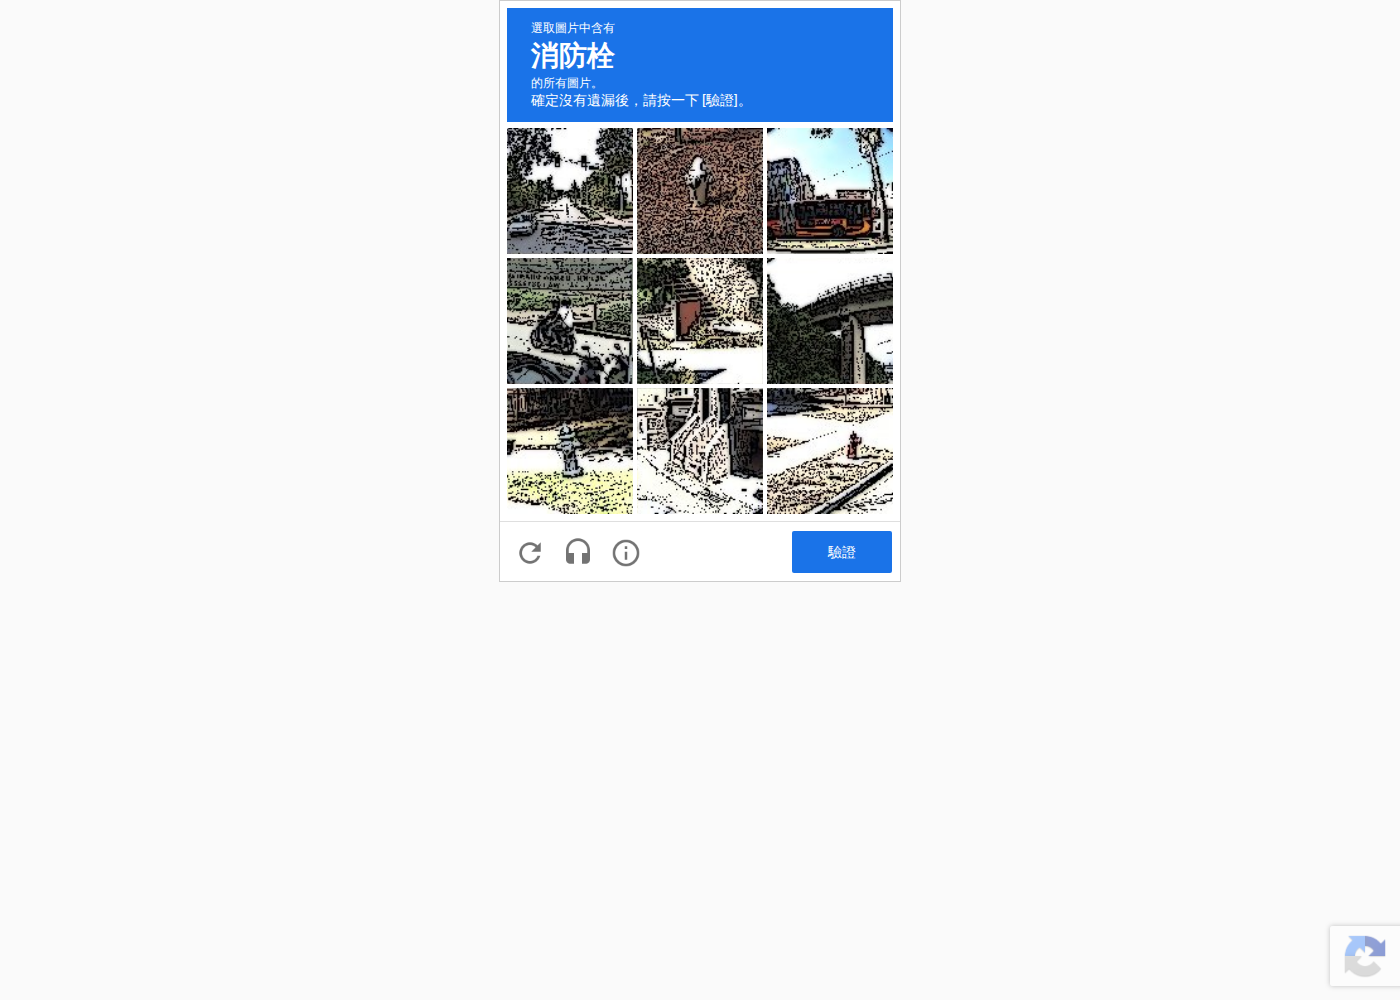 選取圖片中含有
消防栓
的所有圖片。
確定沒有遺漏後，請按一下 [驗證]。
驗證